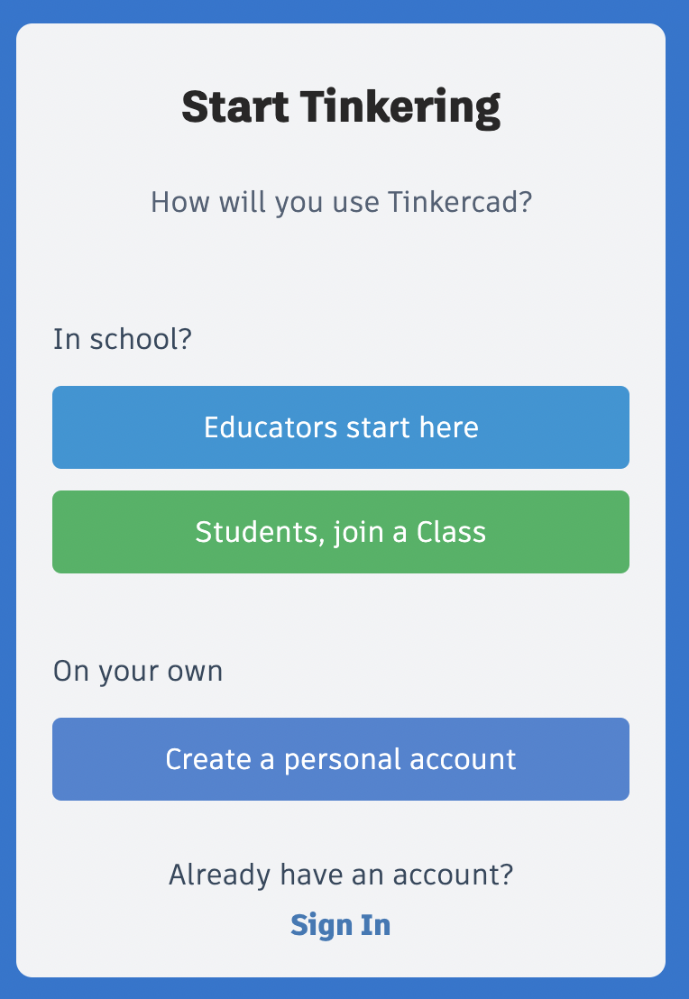 Start Tinkering
How will you use Tinkercad?
In school?
Educators start here
Students, join a Class
On your own
Create a personal account
Already have an account?
Sign In